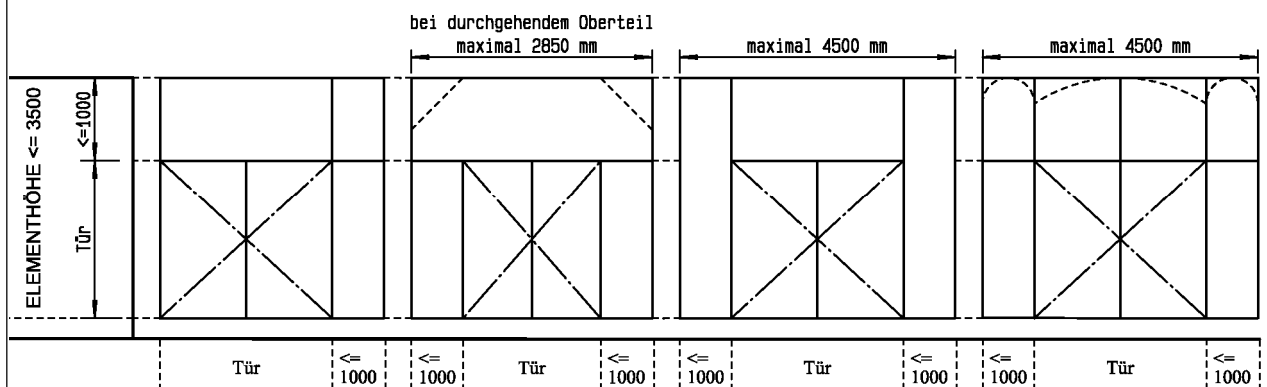 bei durchgehendem Oberteil
maximal 2850 mm
maximal 4500 mm
maximal 4500 mm
ELEMENTHÖHE <= 3500
<=1000
Tür
Tür
<=
1000
<=
1000
Tür
<=
1000
<=
1000
Tür
<=
1000
<=
1000
Tür
<=
1000